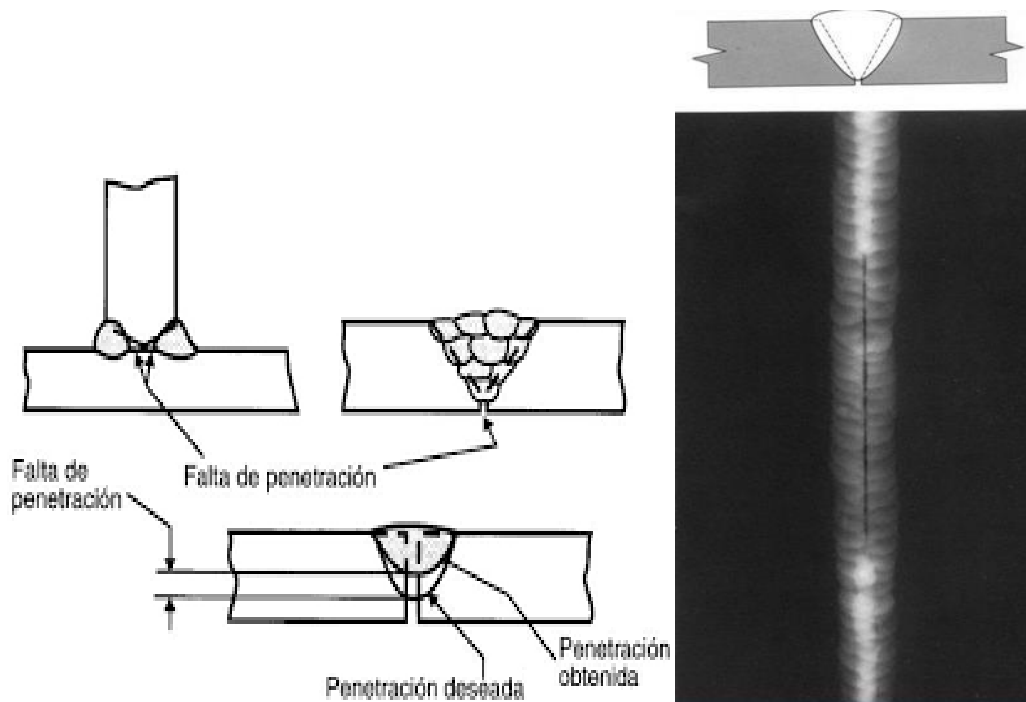 Falta de
penetración
Falta de penetración
Penetración
obtenida
Penetración deseada